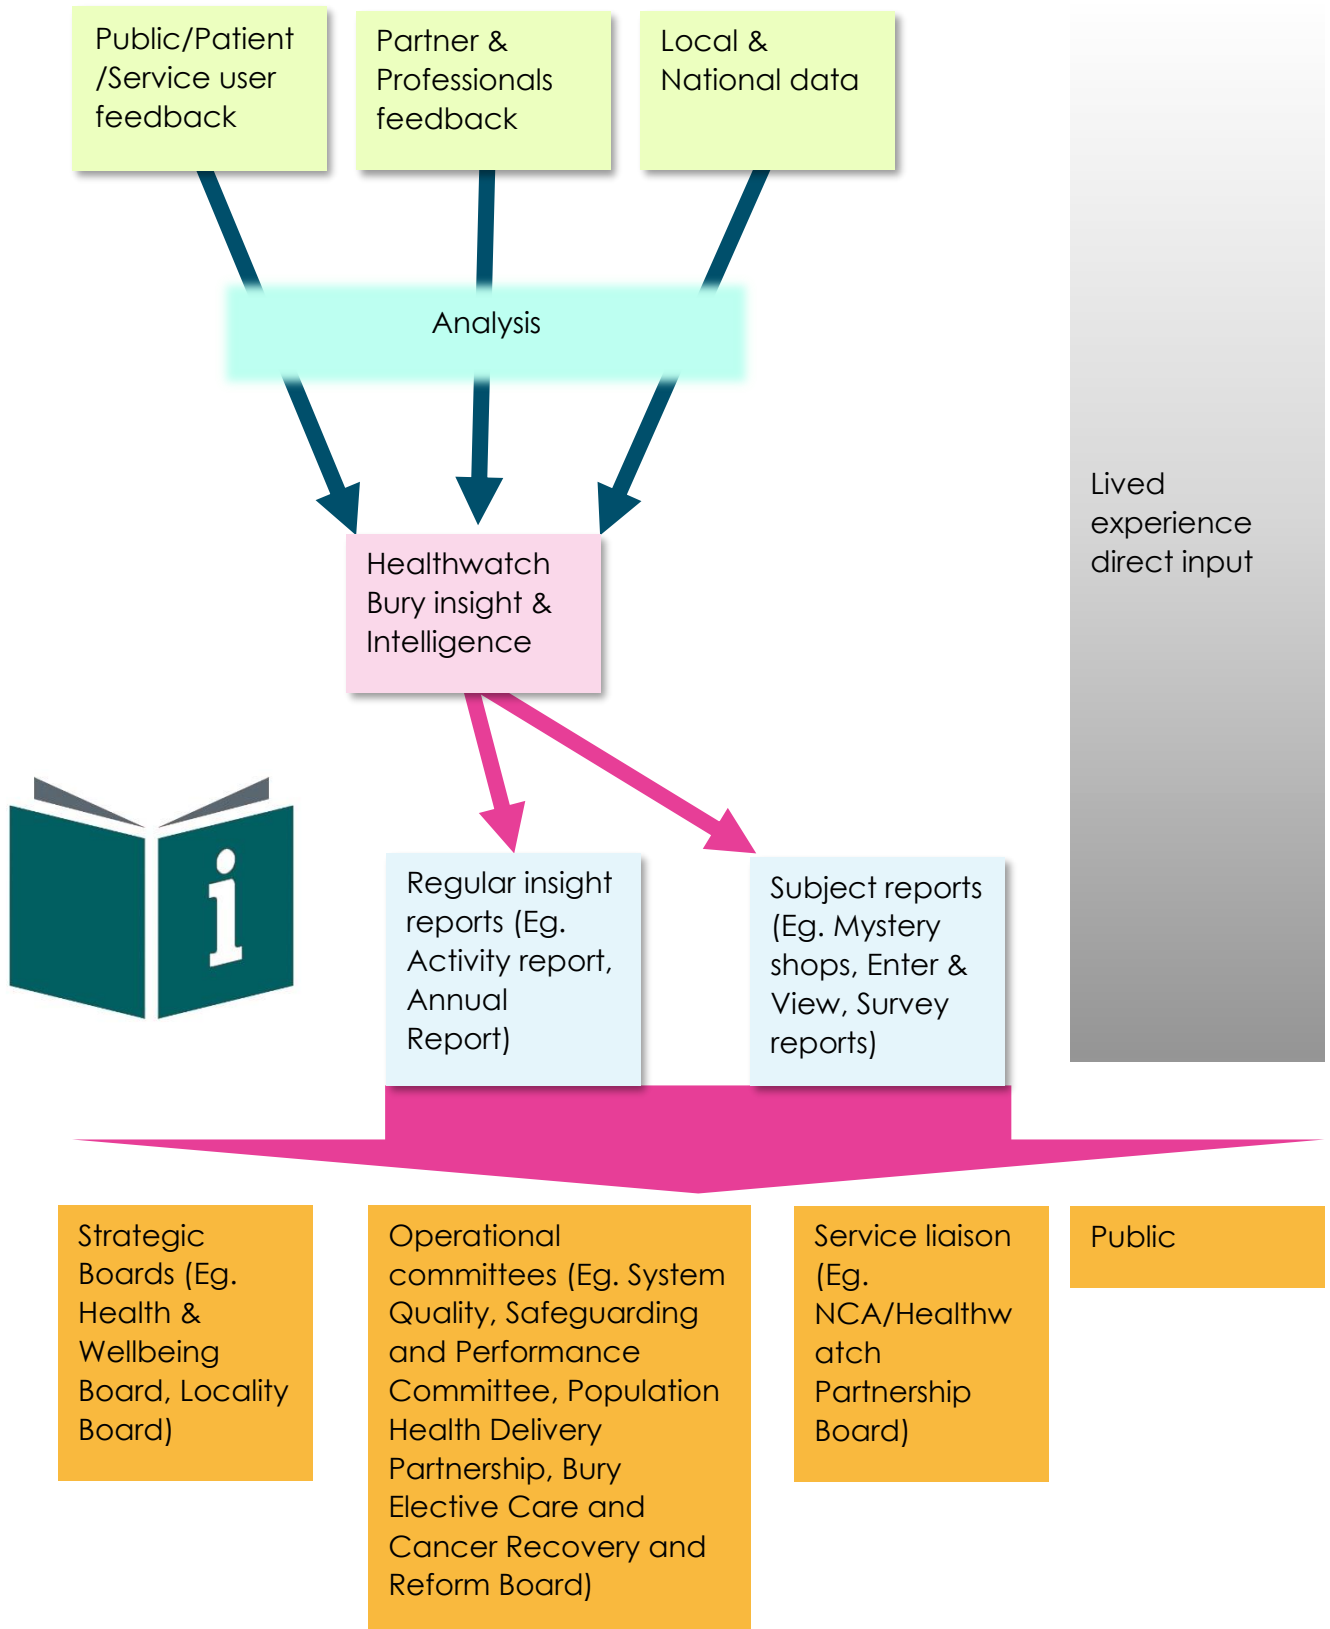 Public/Patient
/Service user
feedback
Partner &
Professionals
feedback
Local &
National data
Analysis
Lived
experience
direct input
Healthwatch
Bury insight &
Intelligence
i
Regular insight
reports (Eg.
Activity report,
Annual
Report)
Subject reports
(Eg. Mystery
shops, Enter &
View, Survey
reports)
Strategic
Boards (Eg.
Health &
Wellbeing
Board, Locality
Board)
Operational
committees (Eg. System
Quality, Safeguarding
and Performance
Committee, Population
Health Delivery
Partnership, Bury
Elective Care and
Cancer Recovery and
Reform Board)
Service liaison
(Eg.
NCA/Healthw
atch
Partnership
Board)
Public